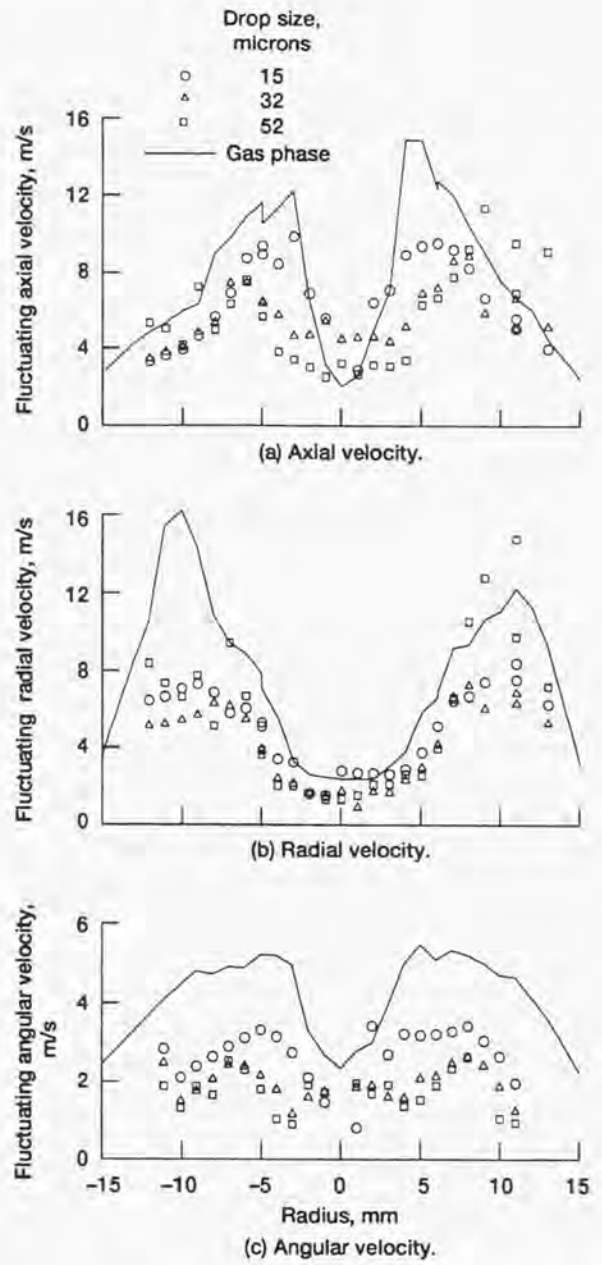 Drop size,
microns
15
32
52
Gas phase
Fluctuating axial velocity, m/s
16
12
8
4
0
(a) Axial velocity.
Fluctuating radial velocity, m/s
16
12
8
4
0
(b) Radial velocity.
Fluctuating angular velocity,
m/s
6
4
2
0
−15 −10 −5 0 5 10 15
Radius, mm
(c) Angular velocity.